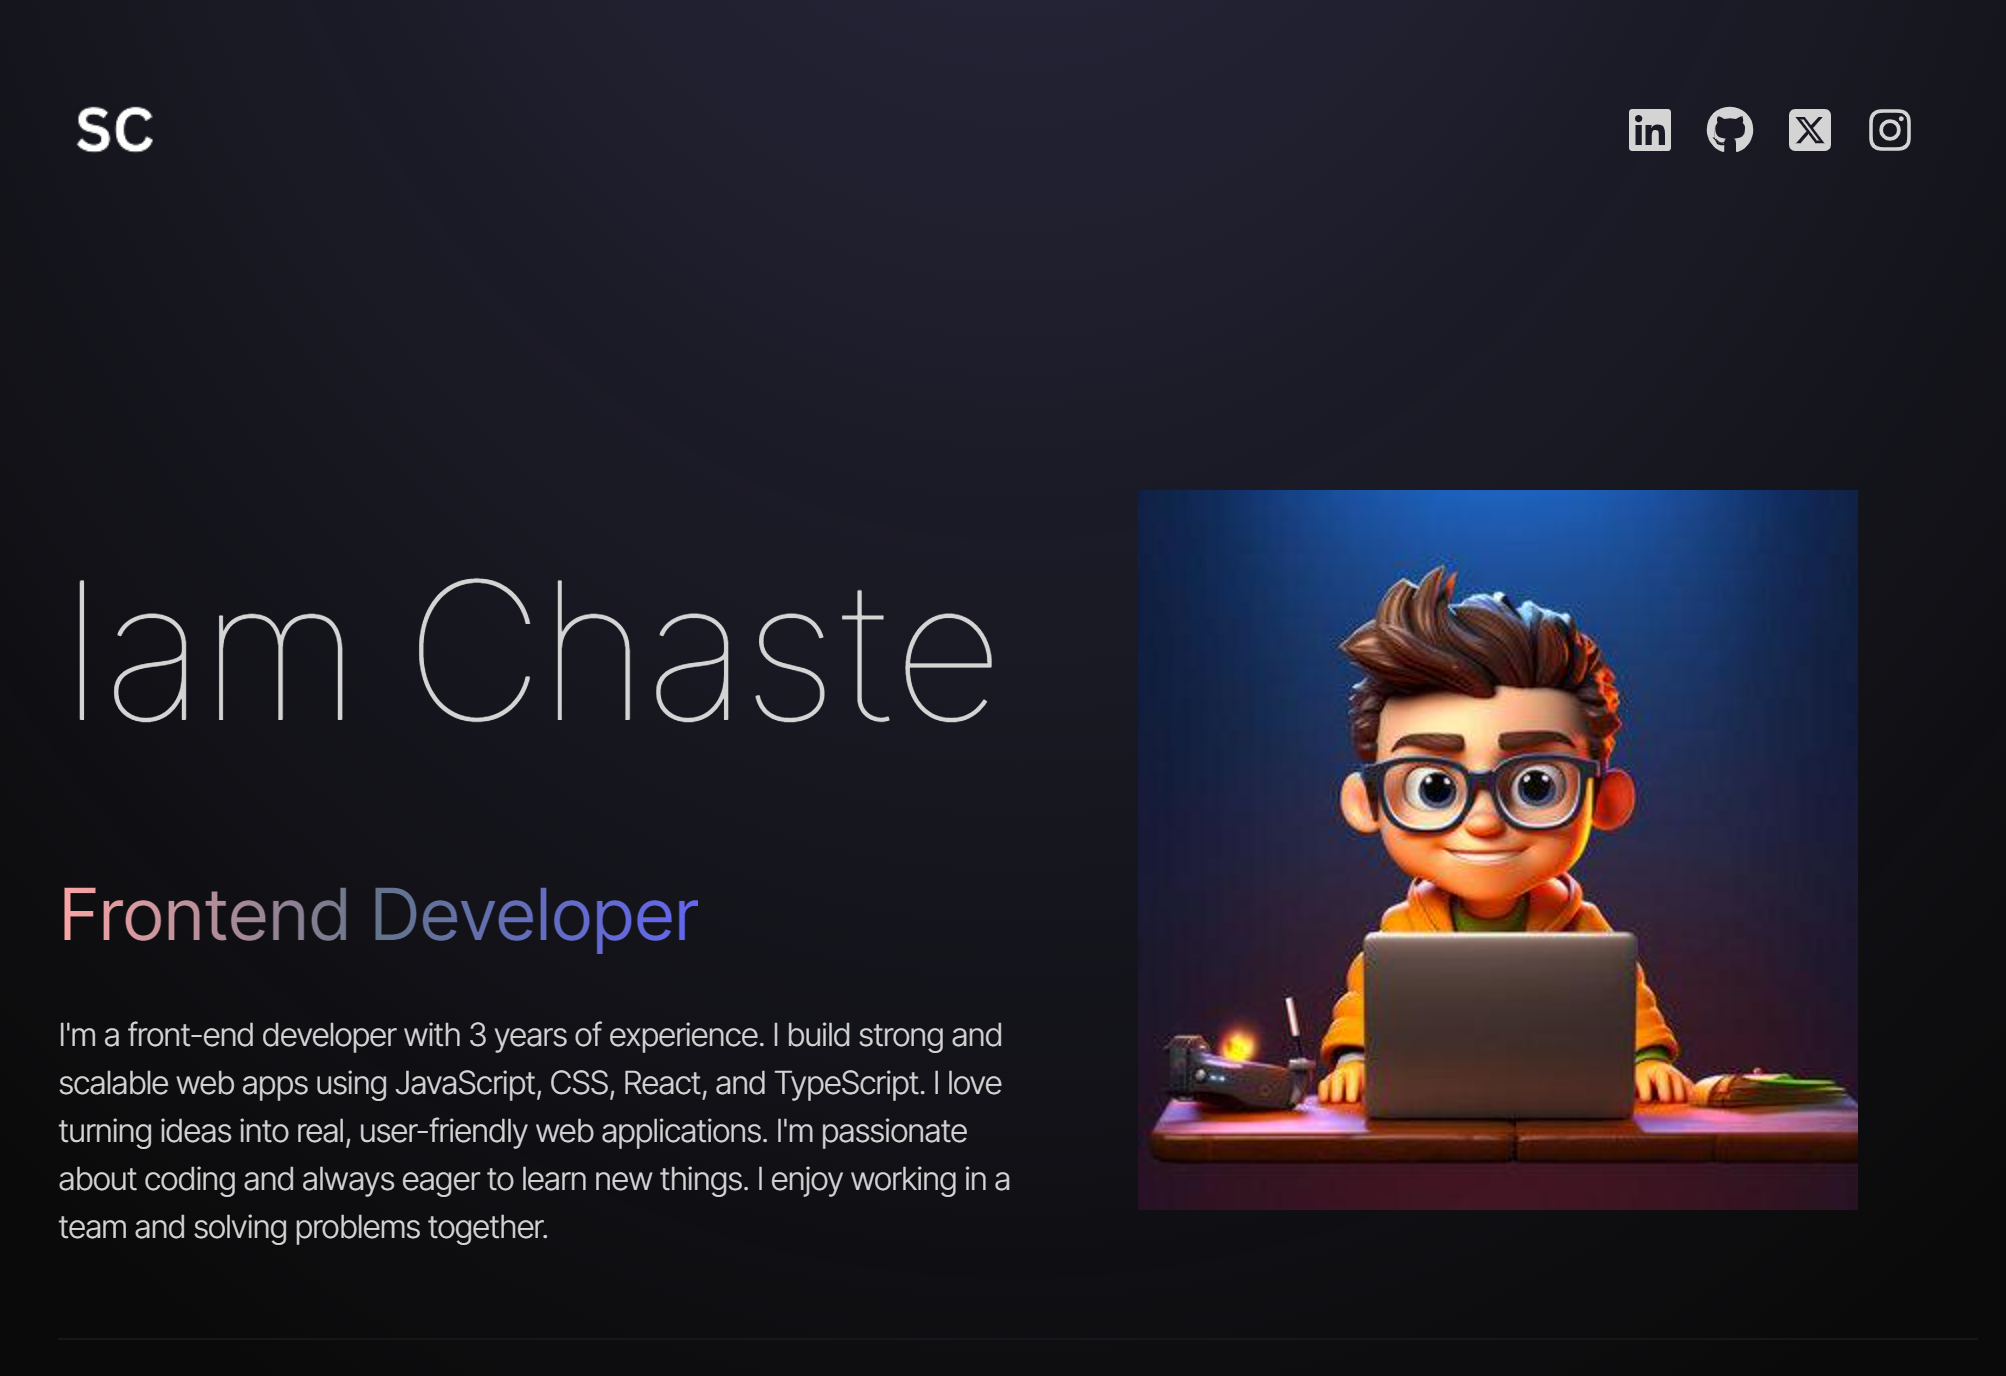 SC
Iam Chaste
Frontend Developer
I'm a front-end developer with 3 years of experience. I build strong and
scalable web apps using JavaScript, CSS, React, and TypeScript. I love
turning ideas into real, user-friendly web applications. I'm passionate
about coding and always eager to learn new things. I enjoy working in a
team and solving problems together.